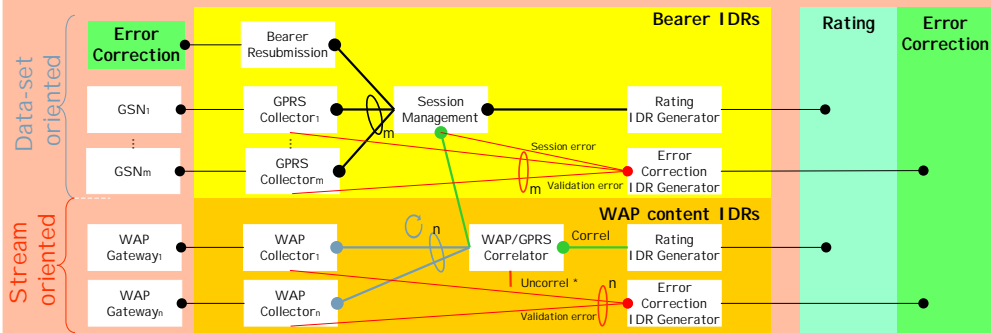 Bearer IDRs
Rating
Error
Correction
Data-set
oriented
Error
Correction
Bearer
Resubmission
GSN₁
GPRS
Collector₁
Session
Management
Rating
IDR Generator
m
Session error
GSNₘ
GPRS
Collectorₘ
Validation error
m
Error
Correction
IDR Generator
Stream
oriented
WAP content IDRs
WAP
Gateway₁
WAP
Collector₁
n
WAP/GPRS
Correlator
Correl
Rating
IDR Generator
Uncorrel *
n
WAP
Gatewayₙ
WAP
Collectorₙ
Validation error
Error
Correction
IDR Generator